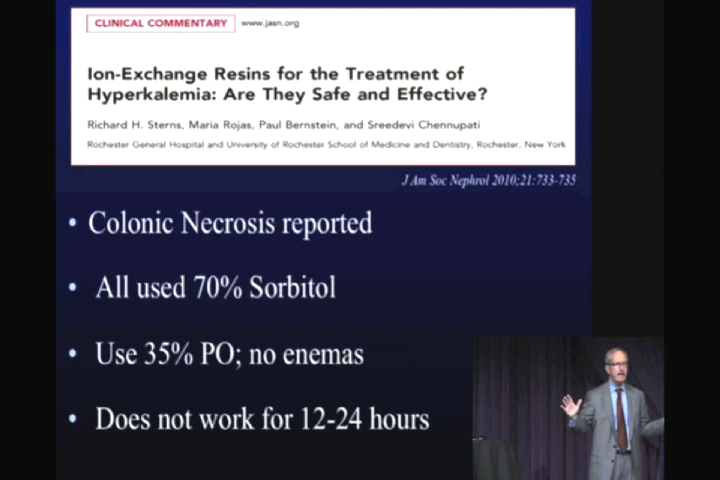 CLINICAL COMMENTARY www.jasn.org
Ion-Exchange Resins for the Treatment of
Hyperkalemia: Are They Safe and Effective?
Richard H. Sterns, Maria Rojas, Paul Bernstein, and Sreedevi Chennupati
Rochester General Hospital and University of Rochester School of Medicine and Dentistry, Rochester, New York
J Am Soc Nephrol 2010;21:733-735
• Colonic Necrosis reported
• All used 70% Sorbitol
• Use 35% PO; no enemas
• Does not work for 12-24 hours